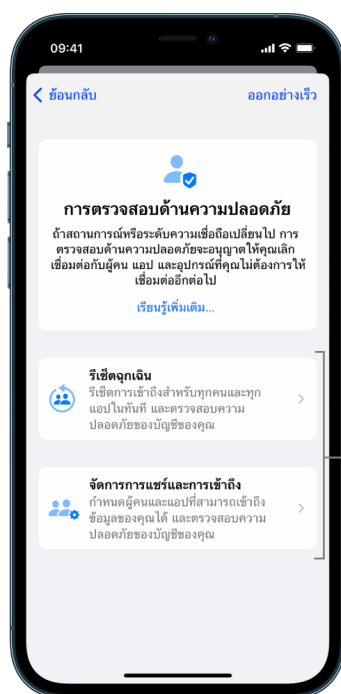 09:41
ย้อนกลับ
ออกอย่างเร็ว
การตรวจสอบด้านความปลอดภัย
ถ้าสถานการณ์หรือระดับความเชื่อถือเปลี่ยนไป การ
ตรวจสอบด้านความปลอดภัยจะอนุญาตให้คุณเลิก
เชื่อมต่อกับผู้คน แอป และอุปกรณ์ที่คุณไม่ต้องการให้
เชื่อมต่ออีกต่อไป
เรียนรู้เพิ่มเติม...
รีเซ็ตฉุกเฉิน
รีเซ็ตการเข้าถึงสำหรับทุกคนและทุก
แอปในทันที และตรวจสอบความ
ปลอดภัยของบัญชีของคุณ
จัดการการแชร์และการเข้าถึง
กำหนดผู้คนและแอปที่สามารถเข้าถึง
ข้อมูลของคุณได้ และตรวจสอบความ
ปลอดภัยของบัญชีของคุณ